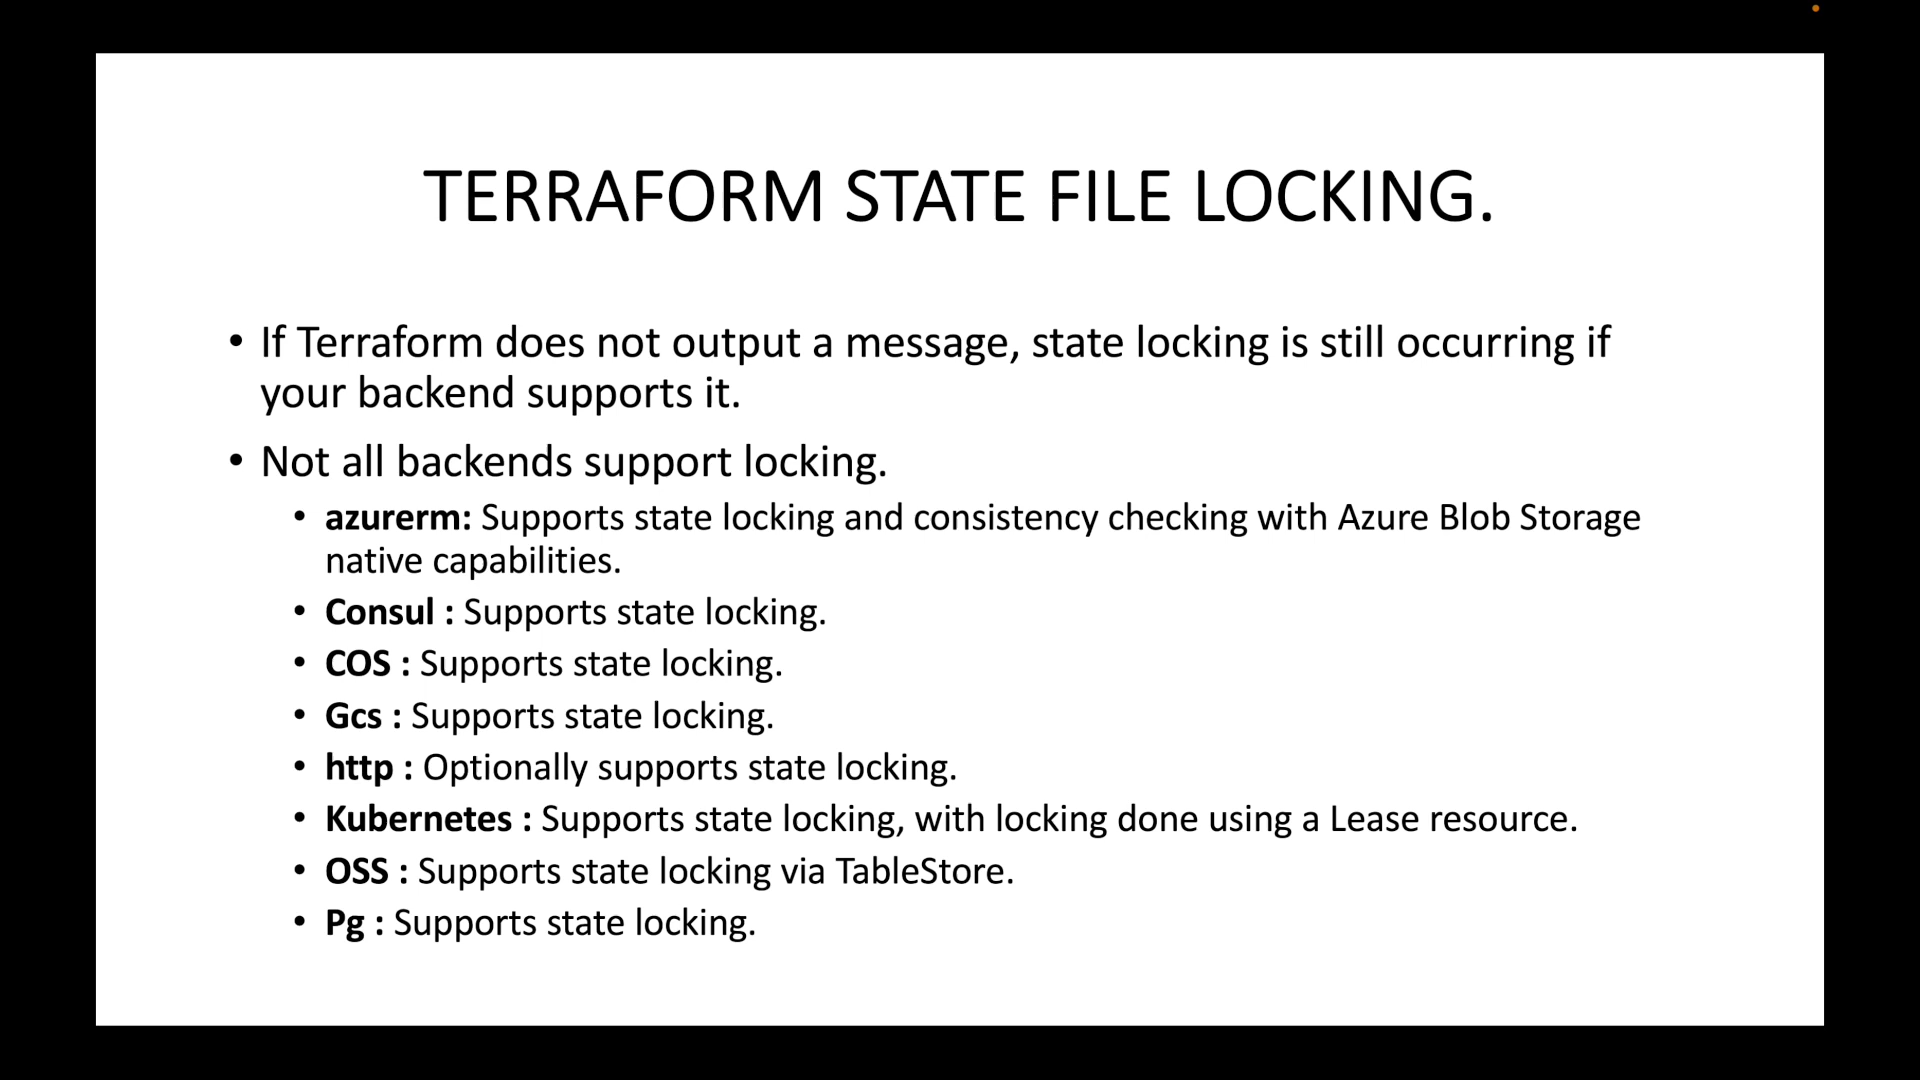 TERRAFORM STATE FILE LOCKING.
• If Terraform does not output a message, state locking is still occurring if
your backend supports it.
• Not all backends support locking.
• azurerm: Supports state locking and consistency checking with Azure Blob Storage
native capabilities.
• Consul : Supports state locking.
• COS : Supports state locking.
• Gcs : Supports state locking.
• http : Optionally supports state locking.
• Kubernetes : Supports state locking, with locking done using a Lease resource.
• OSS : Supports state locking via TableStore.
• Pg : Supports state locking.